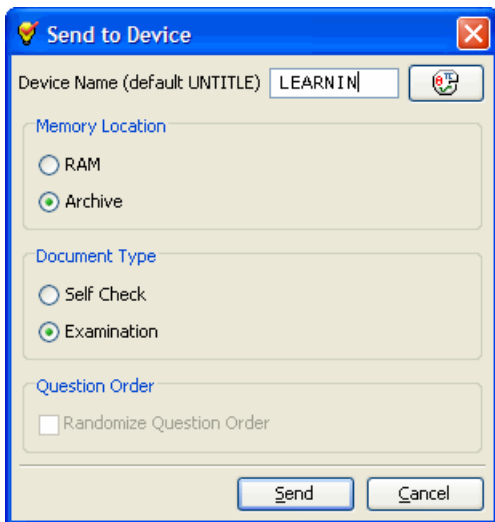 Send to Device
Device Name (default UNTITLE) LEARNIN
Memory Location
RAM
Archive
Document Type
Self Check
Examination
Question Order
Randomize Question Order
Send Cancel